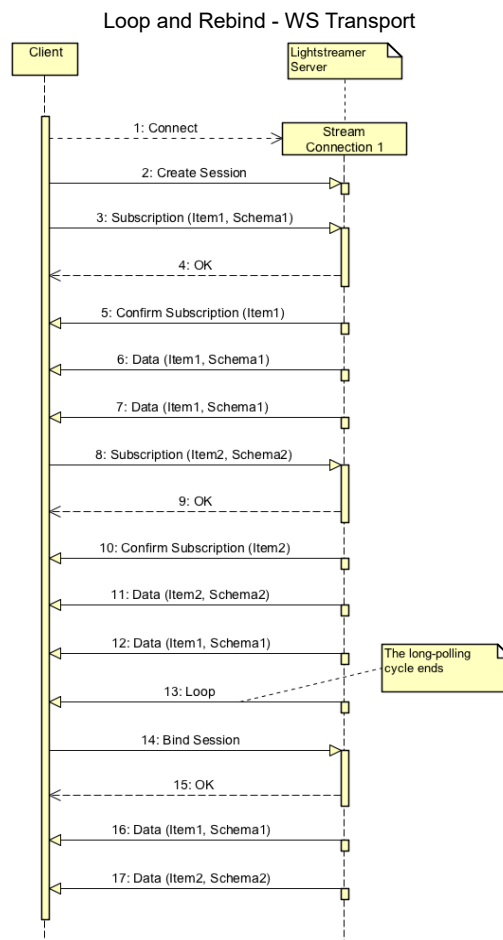 Loop and Rebind - WS Transport
Client
Lightstreamer
Server
1: Connect
Stream
Connection 1
2: Create Session
3: Subscription (Item1, Schema1)
4: OK
5: Confirm Subscription (Item1)
6: Data (Item1, Schema1)
7: Data (Item1, Schema1)
8: Subscription (Item2, Schema2)
9: OK
10: Confirm Subscription (Item2)
11: Data (Item2, Schema2)
12: Data (Item1, Schema1)
The long-polling
cycle ends
13: Loop
14: Bind Session
15: OK
16: Data (Item1, Schema1)
17: Data (Item2, Schema2)